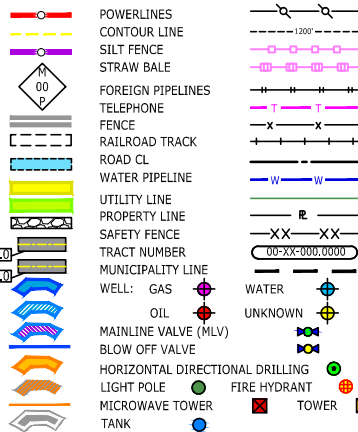 POWERLINES
CONTOUR LINE 1200'
SILT FENCE
STRAW BALE
M
00
P
FOREIGN PIPELINES
TELEPHONE T T
FENCE x x
RAILROAD TRACK
ROAD CL
WATER PIPELINE W W
UTILITY LINE
PROPERTY LINE PL
SAFETY FENCE XX XX
TRACT NUMBER 00-XX-000.0000
MUNICIPALITY LINE
WELL: GAS WATER
OIL UNKNOWN
MAINLINE VALVE (MLV)
BLOW OFF VALVE
HORIZONTAL DIRECTIONAL DRILLING
LIGHT POLE FIRE HYDRANT
MICROWAVE TOWER TOWER
TANK